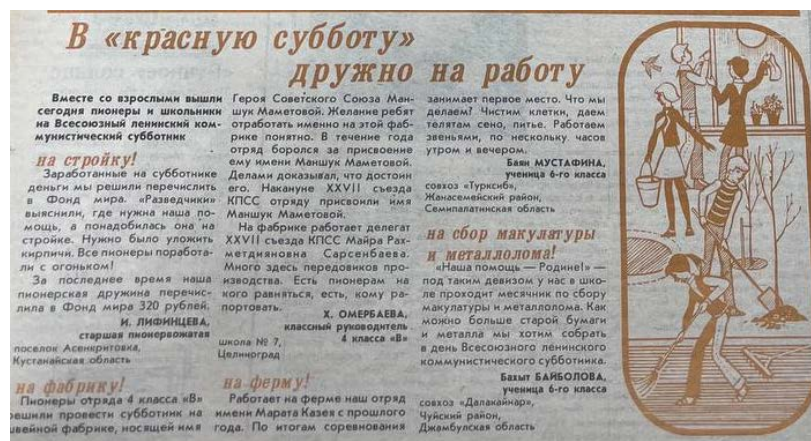 В «красную субботу»
дружно на работу
Вместе со взрослыми вышли
сегодня пионеры и школьники
на Всесоюзный ленинский ком-
мунистический субботник
на стройку!
Заработанные на субботнике
деньги мы решили перечислить
в Фонд мира. «Разведчики»
выяснили, где нужна наша по-
мощь, а понадобилась она на
стройке. Нужно было уложить
кирпичи. Все пионеры поработа-
ли с огоньком!
За последнее время наша
пионерская дружина перечис-
лила в Фонд мира 320 рублей.
И. ЛИФИНЦЕВА,
старшая пионервожатая
поселок Асенкритовка,
Кустанайская область
на фабрику!
Пионеры отряда 4 класса «В»
решили провести субботник на
швейной фабрике, носящей имя
Героя Советского Союза Ман-
шук Маметовой. Желание ребят
отработать именно на этой фаб-
рике понятно. В течение года
отряд боролся за присвоение
ему имени Маншук Маметовой.
Делами доказывал, что достоин
его. Накануне XXVII съезда
КПСС отряду присвоили имя
Маншук Маметовой.
На фабрике работает делегат
XXVII съезда КПСС Майра Рах-
метдияновна Сарсенбаева.
Много здесь передовиков про-
изводства. Есть пионерам на
кого равняться, есть, кому ра-
портовать.
Х. ОМЕРБАЕВА,
классный руководитель
4 класса «В»
школа № 7,
Целиноград
на ферму!
Работает на ферме наш отряд
имени Марата Казея с прошлого
года. По итогам соревнования
занимает первое место. Что мы
делаем? Чистим клетки, даем
телятам сено, питье. Работаем
звеньями, по нескольку часов
утром и вечером.
Баян МУСТАФИНА,
ученица 6-го класса
совхоз «Турксиб»,
Жанасемейский район,
Семипалатинская область
на сбор макулатуры
и металлолома!
«Наша помощь — Родине!» —
под таким девизом у нас в шко-
ле проходит месячник по сбору
макулатуры и металлолома. Как
можно больше старой бумаги
и металла мы хотим собрать
в день Всесоюзного ленинского
коммунистического субботника.
Бахыт БАЙБОЛОВА,
ученица 6-го класса
совхоз «Далакайнар»,
Чуйский район,
Джамбулская область